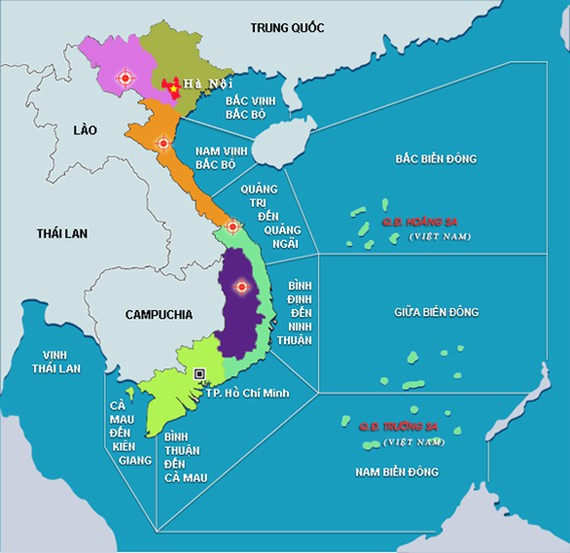 TRUNG QUỐC
Hà Nội
BẮC VỊNH
BẮC BỘ
LÀO
NAM VỊNH
BẮC BỘ
BẮC BIỂN ĐÔNG
QUẢNG
TRỊ
ĐẾN
QUẢNG
NGÃI
Q.Đ. HOÀNG SA
(VIỆT NAM)
THÁI LAN
CAMPUCHIA
BÌNH
ĐỊNH
ĐẾN
NINH
THUẬN
GIỮA BIỂN ĐÔNG
VỊNH
THÁI LAN
TP. Hồ Chí Minh
CÀ
MAU
ĐẾN
KIÊN
GIANG
BÌNH
THUẬN
ĐẾN
CÀ MAU
Q.Đ. TRƯỜNG SA
(VIỆT NAM)
NAM BIỂN ĐÔNG